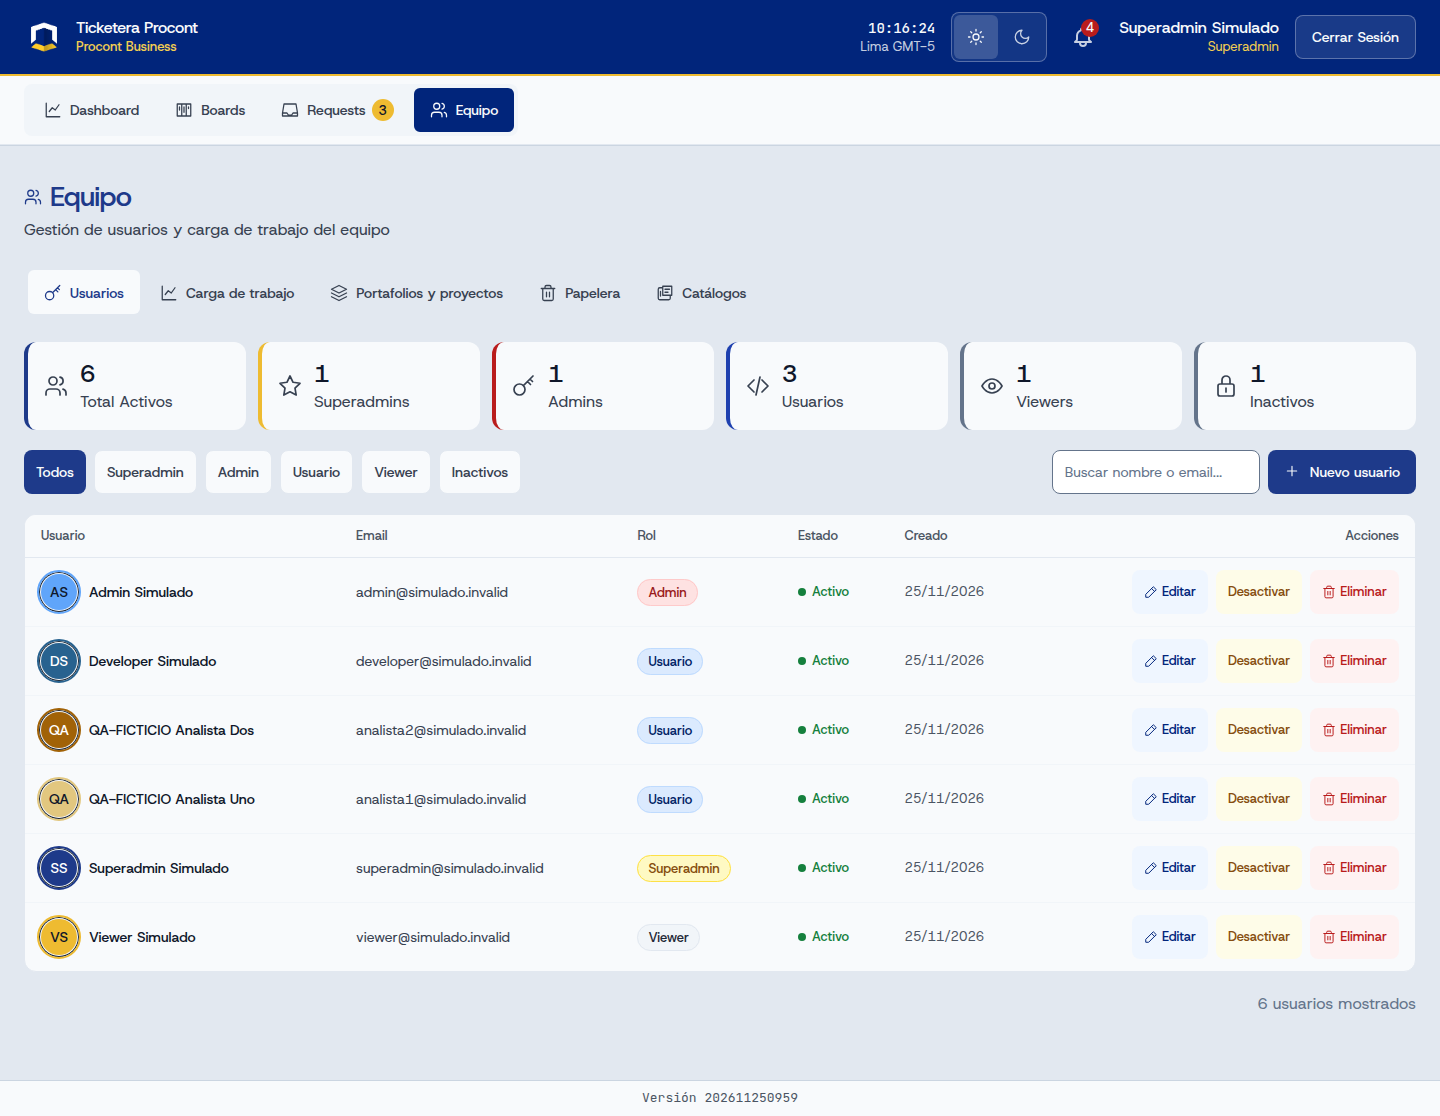 Ticketera Procont
Procont Business
10:16:24
Lima GMT-5
4
Superadmin Simulado
Superadmin
Cerrar Sesión
Dashboard
Boards
Requests 3
Equipo
Equipo
Gestión de usuarios y carga de trabajo del equipo
Usuarios
Carga de trabajo
Portafolios y proyectos
Papelera
Catálogos
6
Total Activos
1
Superadmins
1
Admins
3
Usuarios
1
Viewers
1
Inactivos
Todos
Superadmin
Admin
Usuario
Viewer
Inactivos
Buscar nombre o email...
+ Nuevo usuario
Usuario Email Rol Estado Creado Acciones
AS Admin Simulado admin@simulado.invalid Admin Activo 25/11/2026 Editar Desactivar Eliminar
DS Developer Simulado developer@simulado.invalid Usuario Activo 25/11/2026 Editar Desactivar Eliminar
QA QA-FICTICIO Analista Dos analista2@simulado.invalid Usuario Activo 25/11/2026 Editar Desactivar Eliminar
QA QA-FICTICIO Analista Uno analista1@simulado.invalid Usuario Activo 25/11/2026 Editar Desactivar Eliminar
SS Superadmin Simulado superadmin@simulado.invalid Superadmin Activo 25/11/2026 Editar Desactivar Eliminar
VS Viewer Simulado viewer@simulado.invalid Viewer Activo 25/11/2026 Editar Desactivar Eliminar
6 usuarios mostrados
Versión 202611250959